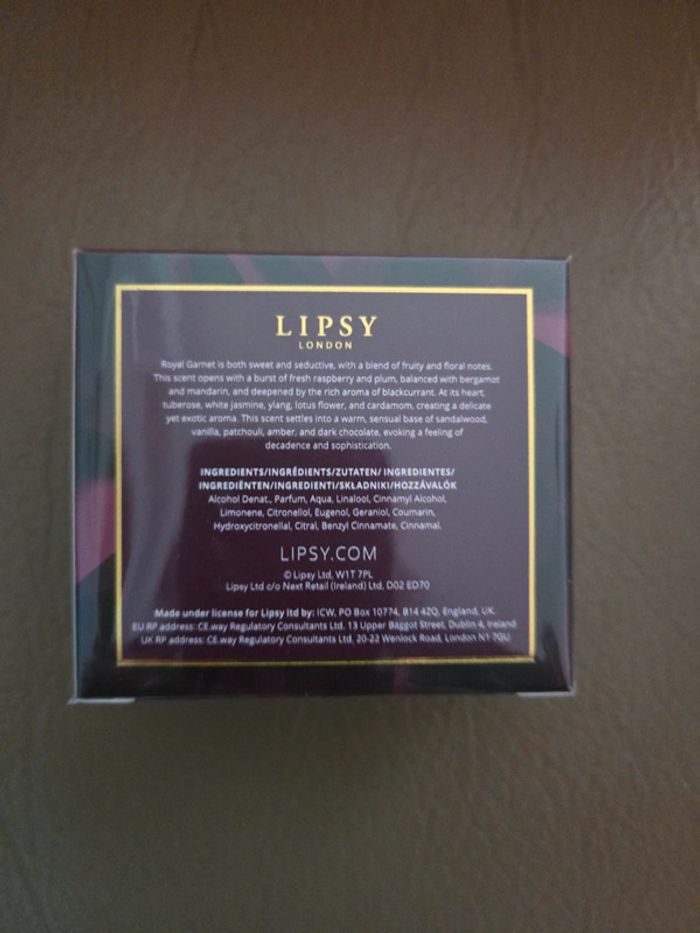 LIPSY
LONDON
Royal Garnet is both sweet and seductive, with a blend of fruity and floral notes.
This scent opens with a burst of fresh raspberry and plum, balanced with bergamot
and mandarin, and deepened by the rich aroma of blackcurrant. At its heart,
tuberose, white jasmine, ylang, lotus flower, and cardamom, creating a delicate
yet exotic aroma. This scent settles into a warm, sensual base of sandalwood,
vanilla, patchouli, amber, and dark chocolate, evoking a feeling of
decadence and sophistication.
INGREDIENTS/INGRÉDIENTS/ZUTATEN/ INGREDIENTES/
INGREDIËNTEN/INGREDIENTI/SKŁADNIKI/HOZZÁVALÓK
Alcohol Denat., Parfum, Aqua, Linalool, Cinnamyl Alcohol,
Limonene, Citronellol, Eugenol, Geraniol, Coumarin,
Hydroxycitronellal, Citral, Benzyl Cinnamate, Cinnamal.
LIPSY.COM
© Lipsy Ltd, W1T 7PL
Lipsy Ltd c/o Next Retail (Ireland) Ltd, D02 ED70
Made under license for Lipsy ltd by: ICW, PO Box 10774, B14 4ZQ, England, UK.
EU RP address: CE.way Regulatory Consultants Ltd. 13 Upper Baggot Street, Dublin 4, Ireland
UK RP address: CE.way Regulatory Consultants Ltd, 20-22 Wenlock Road, London N1 7GU